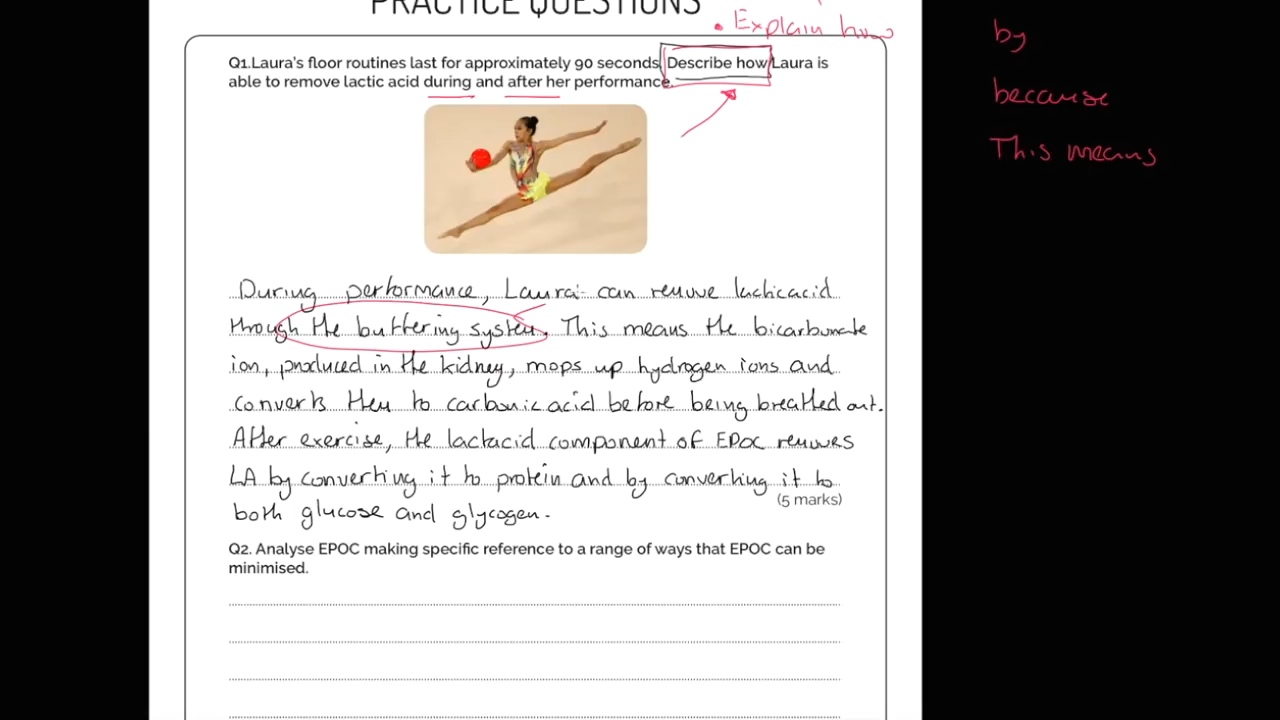 PRACTICE QUESTIONS
• Explain how
by
because
This means
Q1.Laura's floor routines last for approximately 90 seconds. Describe how Laura is
able to remove lactic acid during and after her performance.
During performance, Laura can remove lactic acid
through the buffering system. This means the bicarbonate
ion, produced in the kidney, mops up hydrogen ions and
converts them to carbonic acid before being breathed out.
After exercise, the lactacid component of EPOC removes
LA by converting it to protein and by converting it to
(5 marks)
both glucose and glycogen.
Q2. Analyse EPOC making specific reference to a range of ways that EPOC can be
minimised.